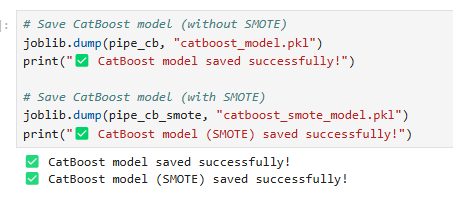 ]:
# Save CatBoost model (without SMOTE)
joblib.dump(pipe_cb, "catboost_model.pkl")
print("✅ CatBoost model saved successfully!")
# Save CatBoost model (with SMOTE)
joblib.dump(pipe_cb_smote, "catboost_smote_model.pkl")
print("✅ CatBoost model (SMOTE) saved successfully!")
✅ CatBoost model saved successfully!
✅ CatBoost model (SMOTE) saved successfully!